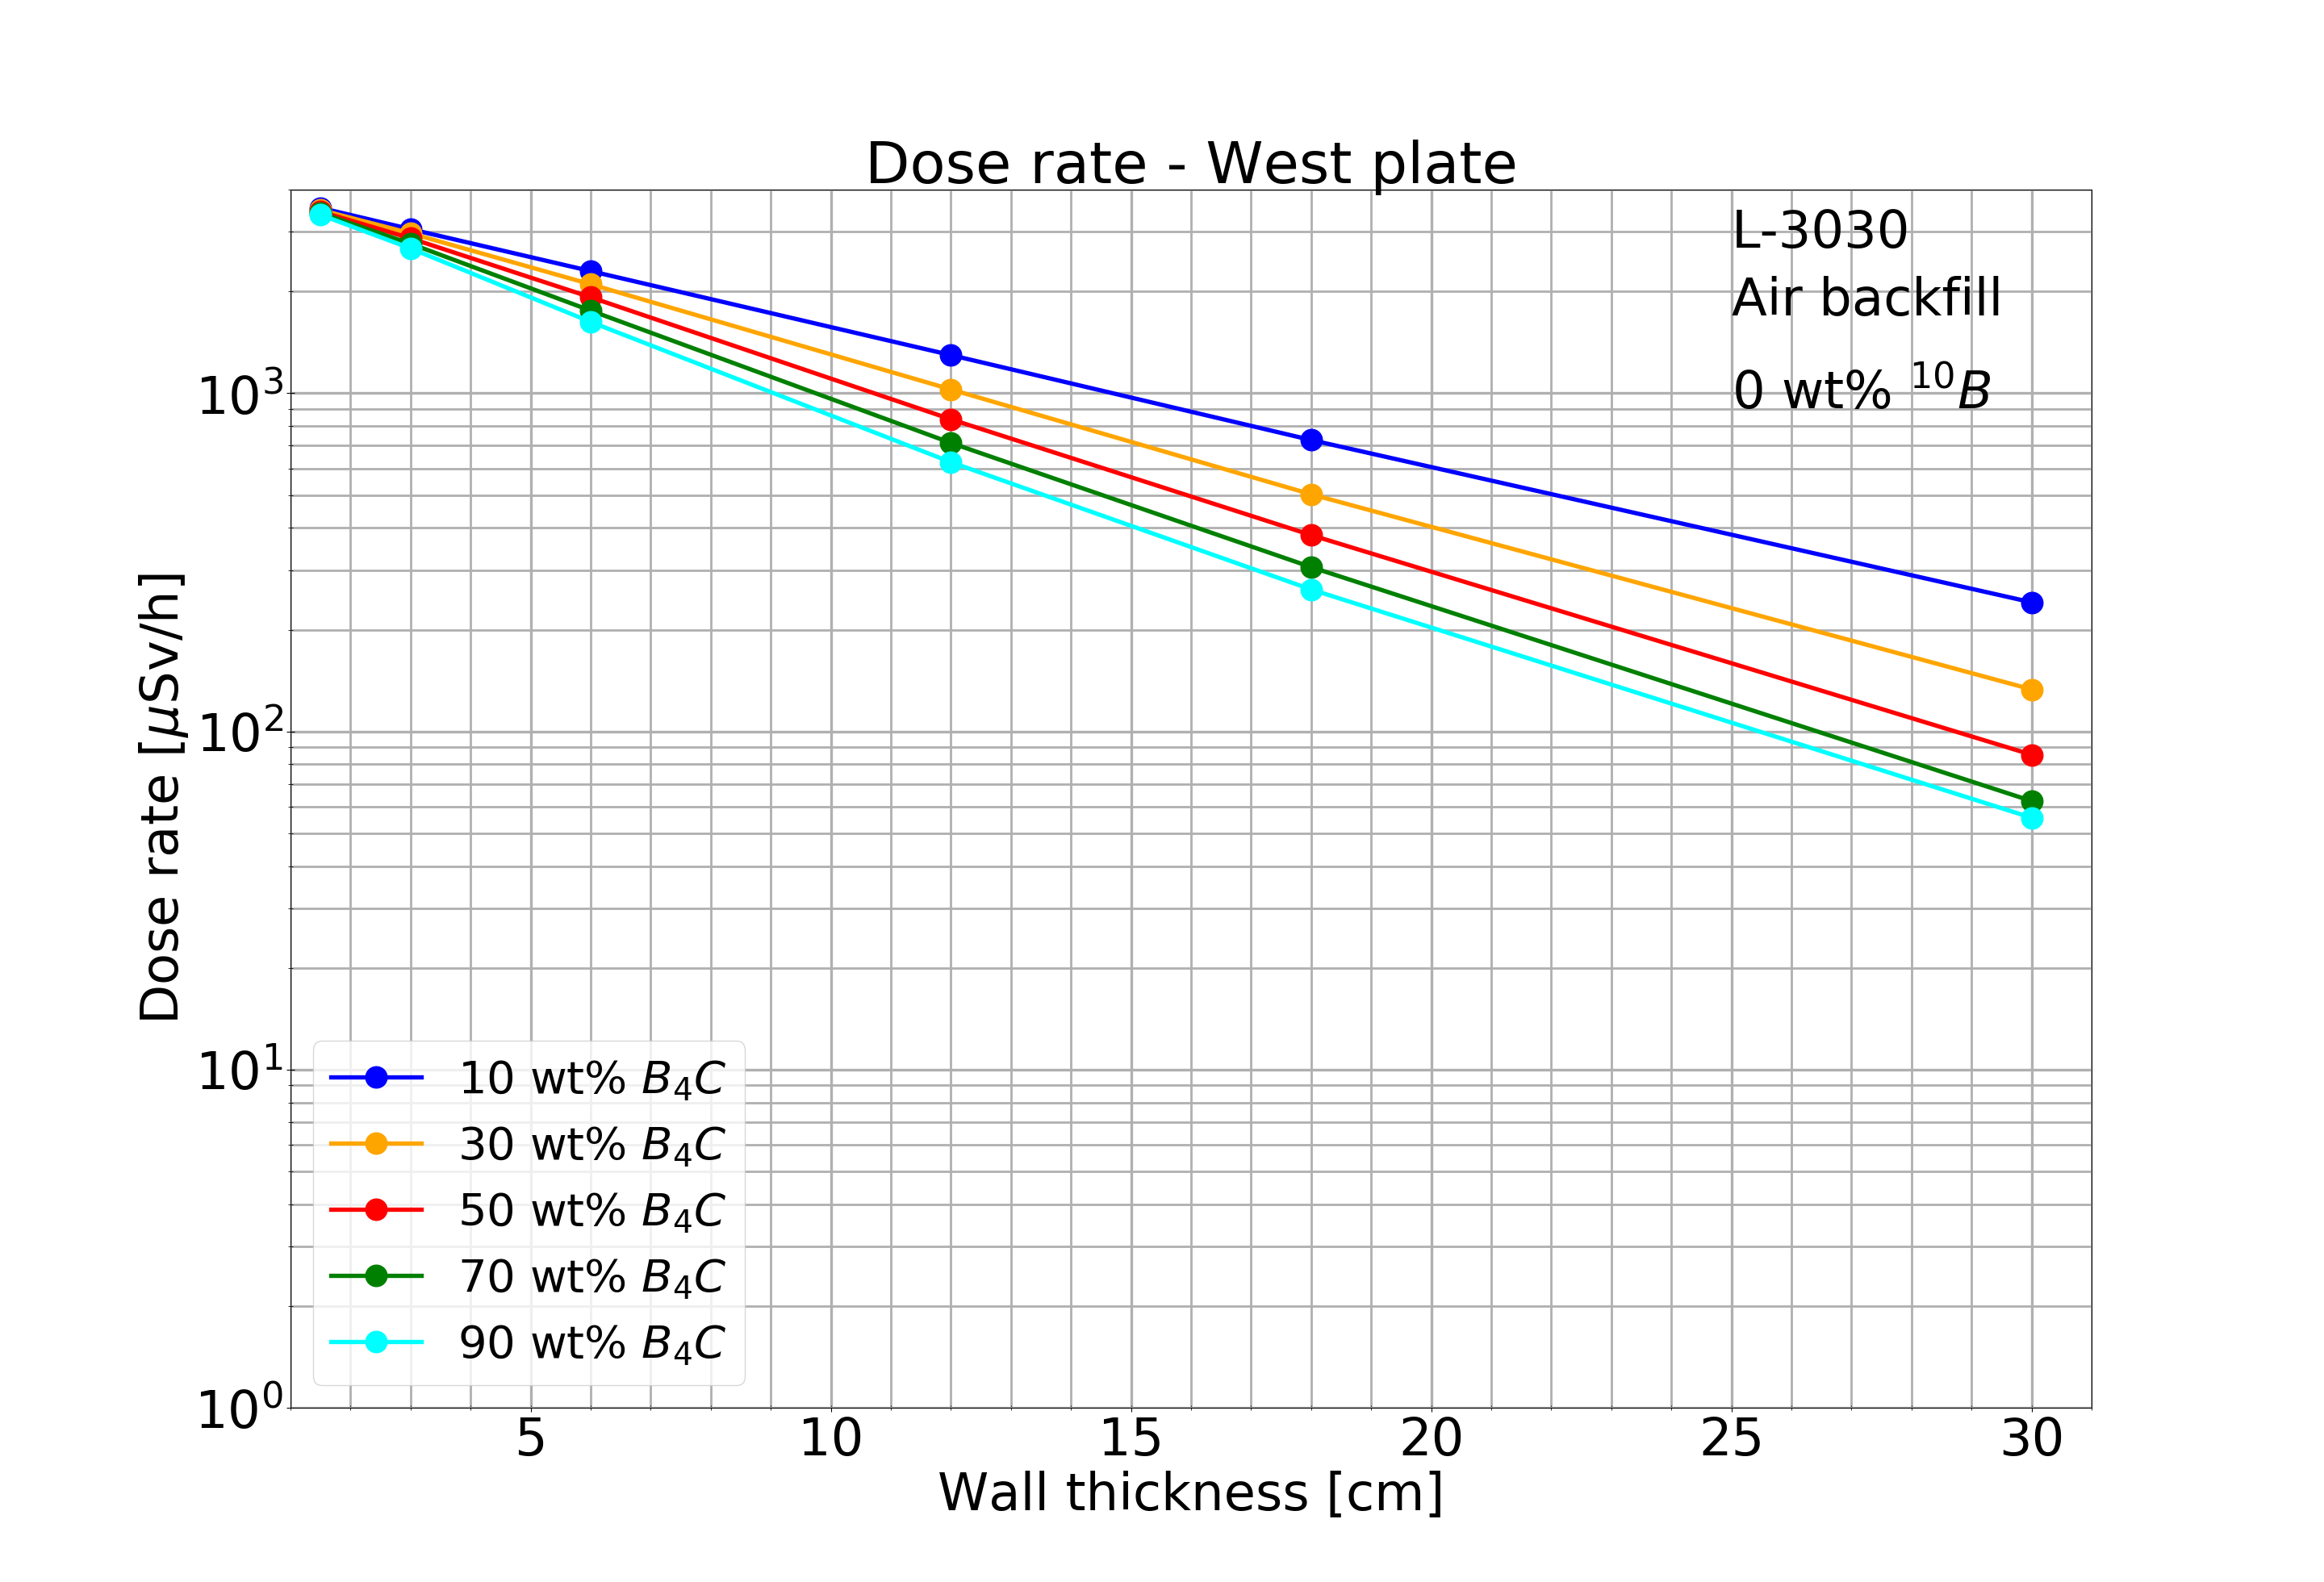 Dose rate - West plate
L-3030
Air backfill
0 wt% ¹⁰B
Dose rate [μSv/h]
10³
10²
10¹
10⁰
10 wt% B₄C
30 wt% B₄C
50 wt% B₄C
70 wt% B₄C
90 wt% B₄C
5 10 15 20 25 30
Wall thickness [cm]